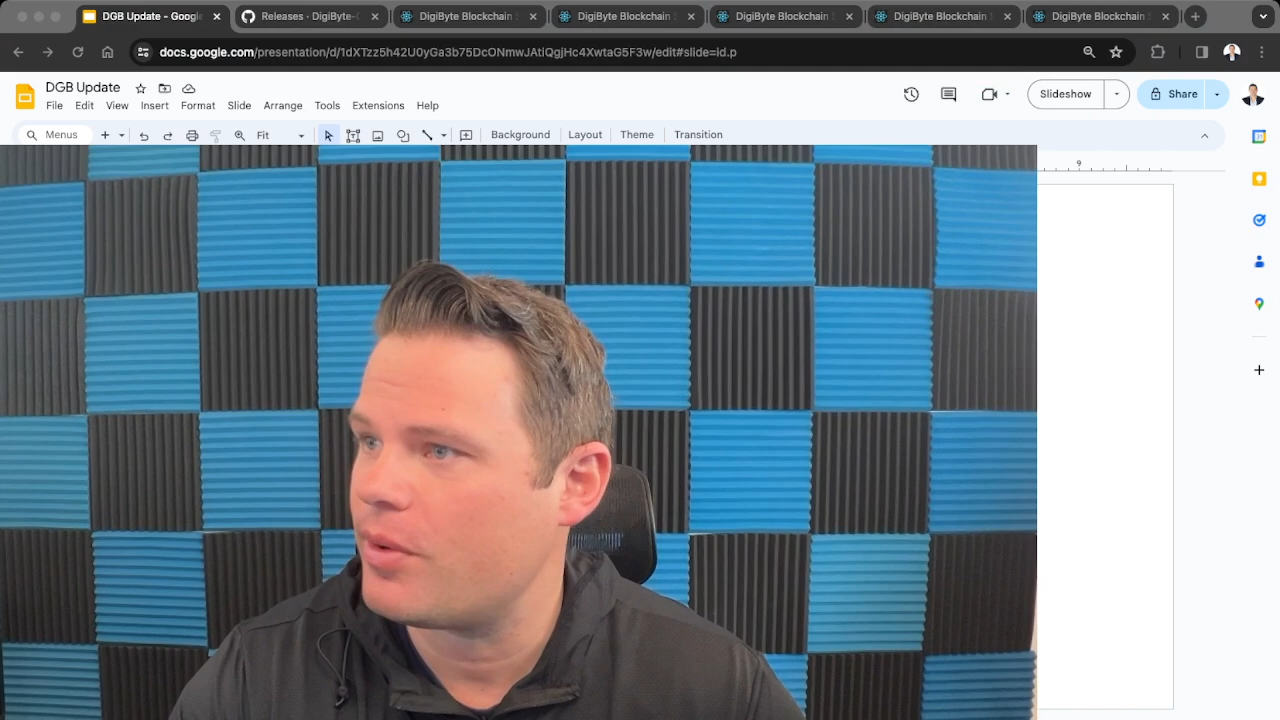 DGB Update - Google
Releases · DigiByte-C
DigiByte Blockchain
DigiByte Blockchain
DigiByte Blockchain
DigiByte Blockchain
DigiByte Blockchain
docs.google.com/presentation/d/1dXTzz5h42U0yGa3b75DcONmwJAtiQgjHc4XwtaG5F3w/edit#slide=id.p
DGB Update
File Edit View Insert Format Slide Arrange Tools Extensions Help
Slideshow
Share
Menus
Fit
Background
Layout
Theme
Transition
9